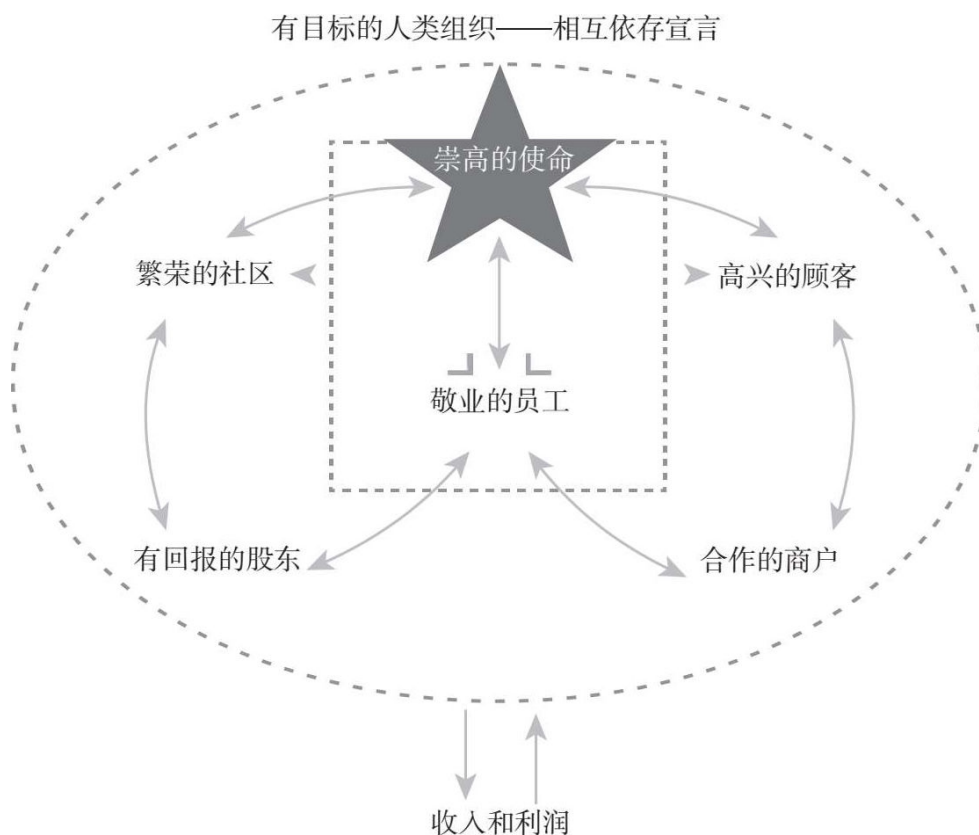 有目标的人类组织——相互依存宣言
崇高的使命
繁荣的社区
高兴的顾客
敬业的员工
有回报的股东
合作的商户
收入和利润